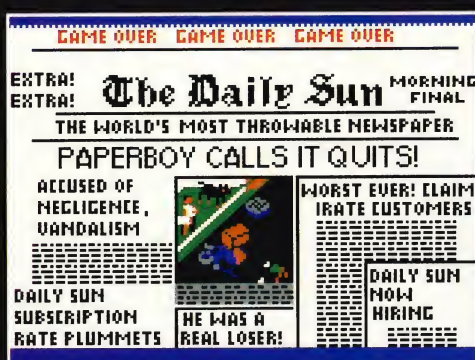 GAME OVER GAME OVER GAME OVER
EXTRA!
EXTRA!
The Daily Sun
MORNING
FINAL
THE WORLD'S MOST THROWABLE NEWSPAPER
PAPERBOY CALLS IT QUITS!
ACCUSED OF
NEGLIGENCE,
VANDALISM
DAILY SUN
SUBSCRIPTION
RATE PLUMMETS
HE WAS A
REAL LOSER!
WORST EVER! CLAIM
IRATE CUSTOMERS
DAILY SUN
NOW
HIRING